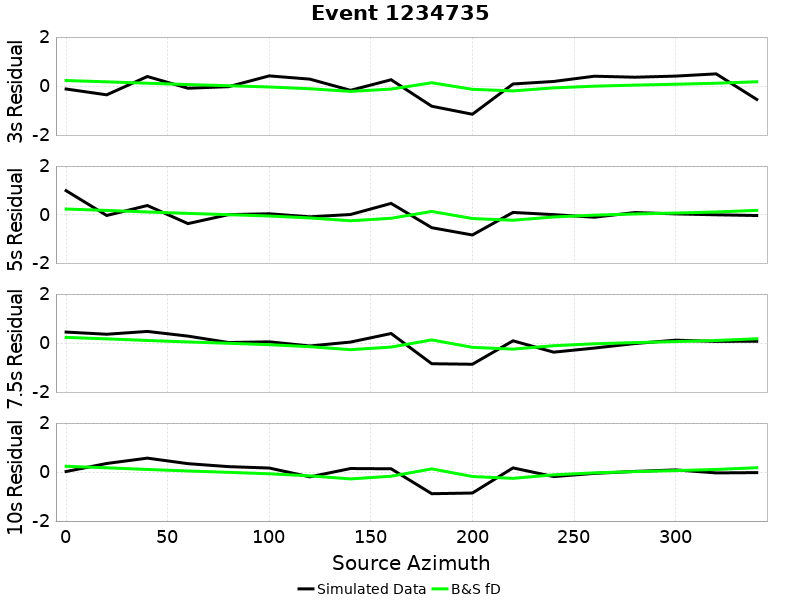 Event 1234735
3s Residual
2
0
-2
5s Residual
2
0
-2
7.5s Residual
2
0
-2
10s Residual
2
0
-2
0 50 100 150 200 250 300
Source Azimuth
Simulated Data B&S fD